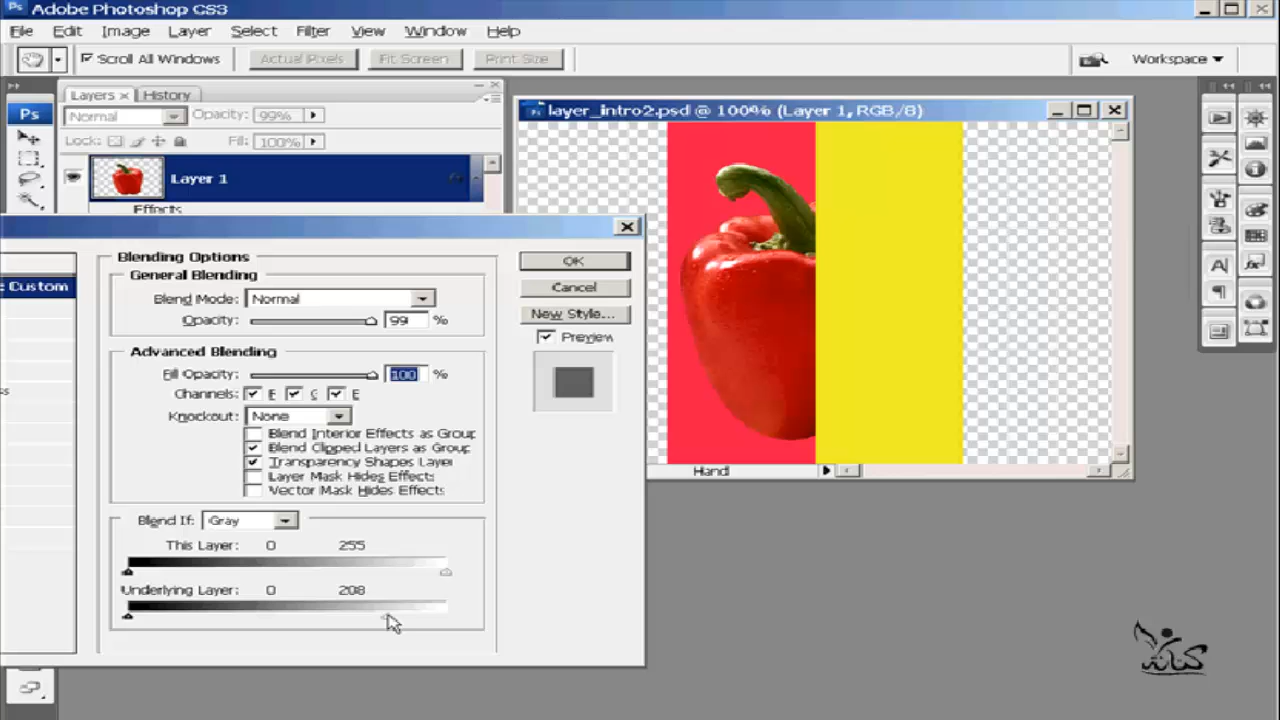 Adobe Photoshop CS3
File Edit Image Layer Select Filter View Window Help
Scroll All Windows Actual Pixels Fit Screen Print Size Workspace
Layers × History
Normal Opacity: 99%
Lock: Fill: 100%
Layer 1
Effects
layer_intro2.psd @ 100% (Layer 1, RGB/8)
Hand
Ps
: Custom
Blending Options
General Blending
Blend Mode: Normal
Opacity: 99 %
Advanced Blending
Fill Opacity: 100 %
Channels:
Knockout: None
Blend Interior Effects as Group
Blend Clipped Layers as Group
Transparency Shapes Layer
Layer Mask Hides Effects
Vector Mask Hides Effects
Blend If: Gray
This Layer: 0 255
Underlying Layer: 0 208
OK
Cancel
New Style...
Preview